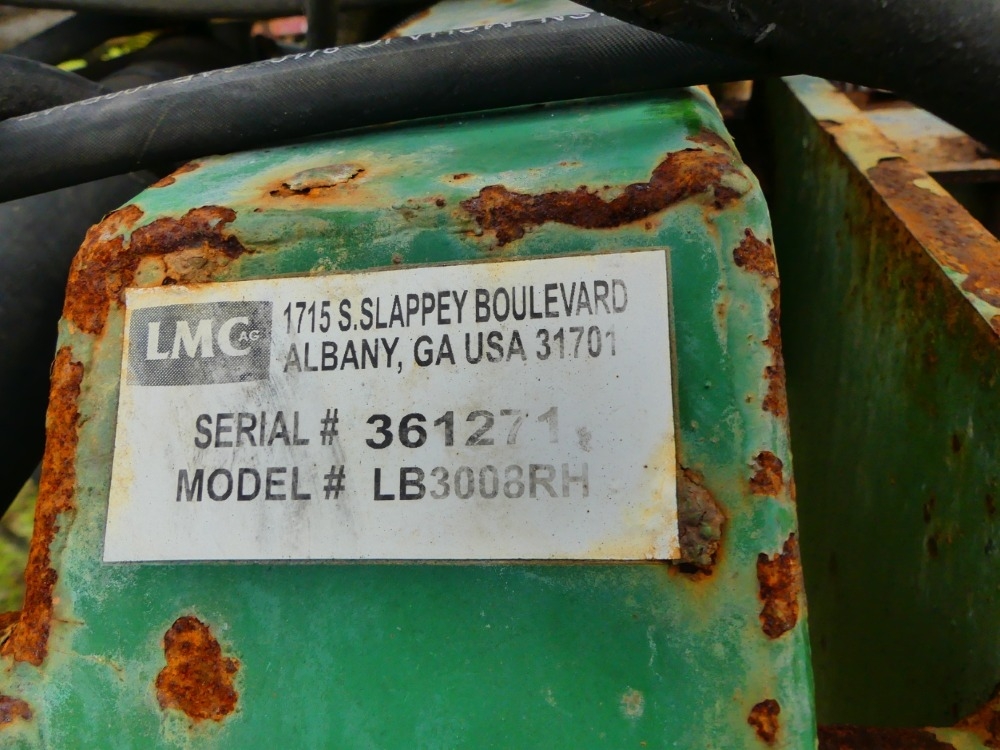 LMC AG
1715 S.SLAPPEY BOULEVARD
ALBANY, GA USA 31701
SERIAL # 361271
MODEL # LB3008RH